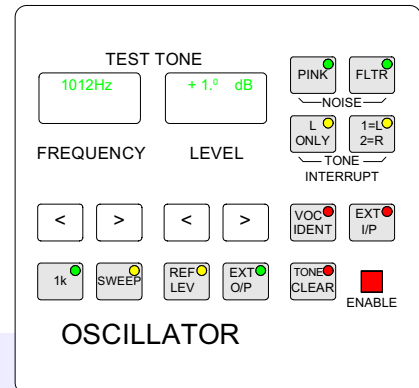 TEST TONE
1012Hz
+ 1.⁰ dB
FREQUENCY
LEVEL
PINK
FLTR
NOISE
L
ONLY
1=L
2=R
TONE
INTERRUPT
<
>
<
>
VOC
IDENT
EXT
I/P
1k
SWEEP
REF
LEV
EXT
O/P
TONE
CLEAR
ENABLE
OSCILLATOR